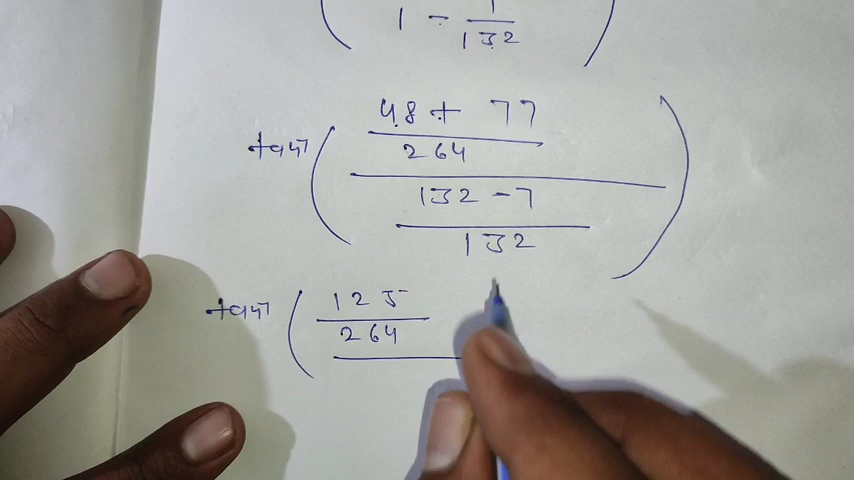 1 - 1/132
tan⁻¹ ( (48 + 77)/264 / (132 - 7)/132 )
tan⁻¹ ( 125/264